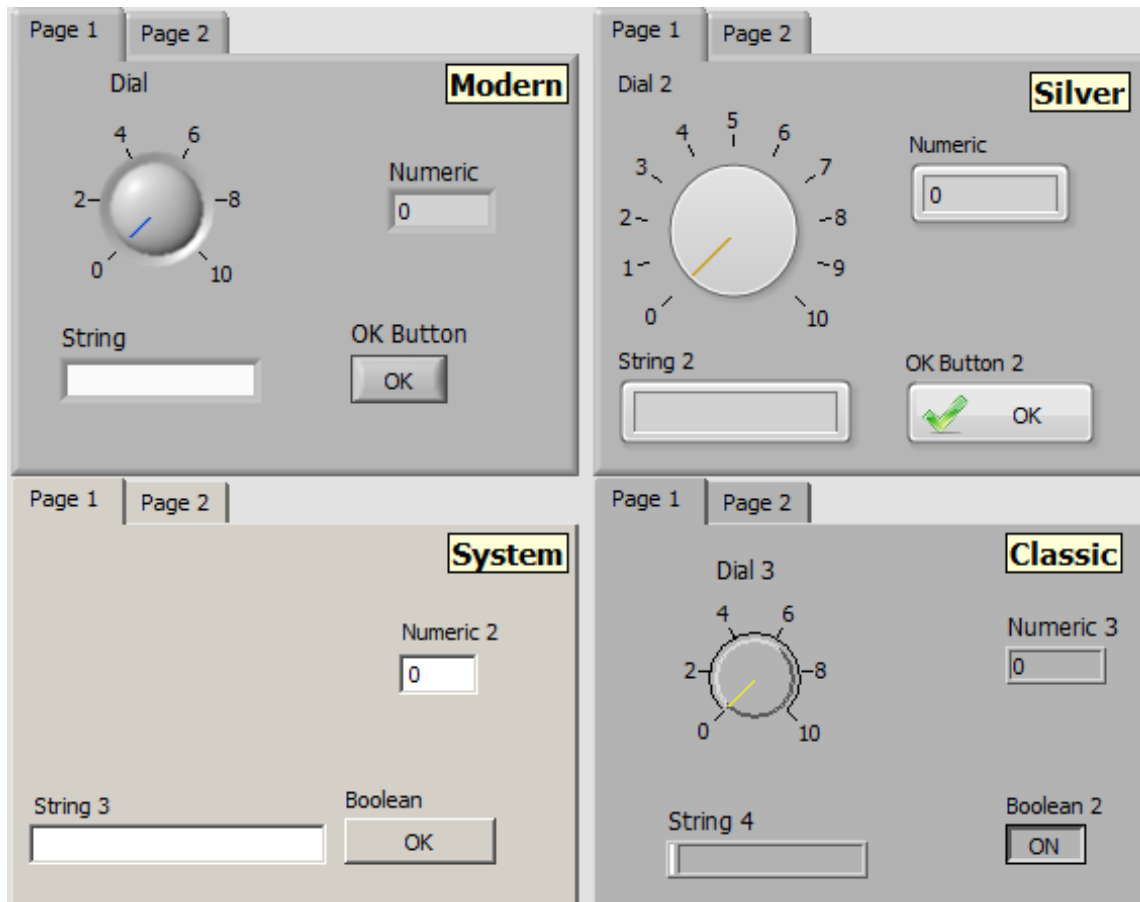 Page 1 Page 2
Modern
Dial
4 6
2 8
0 10
Numeric
0
String
OK Button
OK
Page 1 Page 2
Silver
Dial 2
5
4 6
3 7
2 8
1 9
0 10
Numeric
0
String 2
OK Button 2
OK
Page 1 Page 2
System
Numeric 2
0
String 3
Boolean
OK
Page 1 Page 2
Classic
Dial 3
4 6
2 8
0 10
Numeric 3
0
String 4
Boolean 2
ON